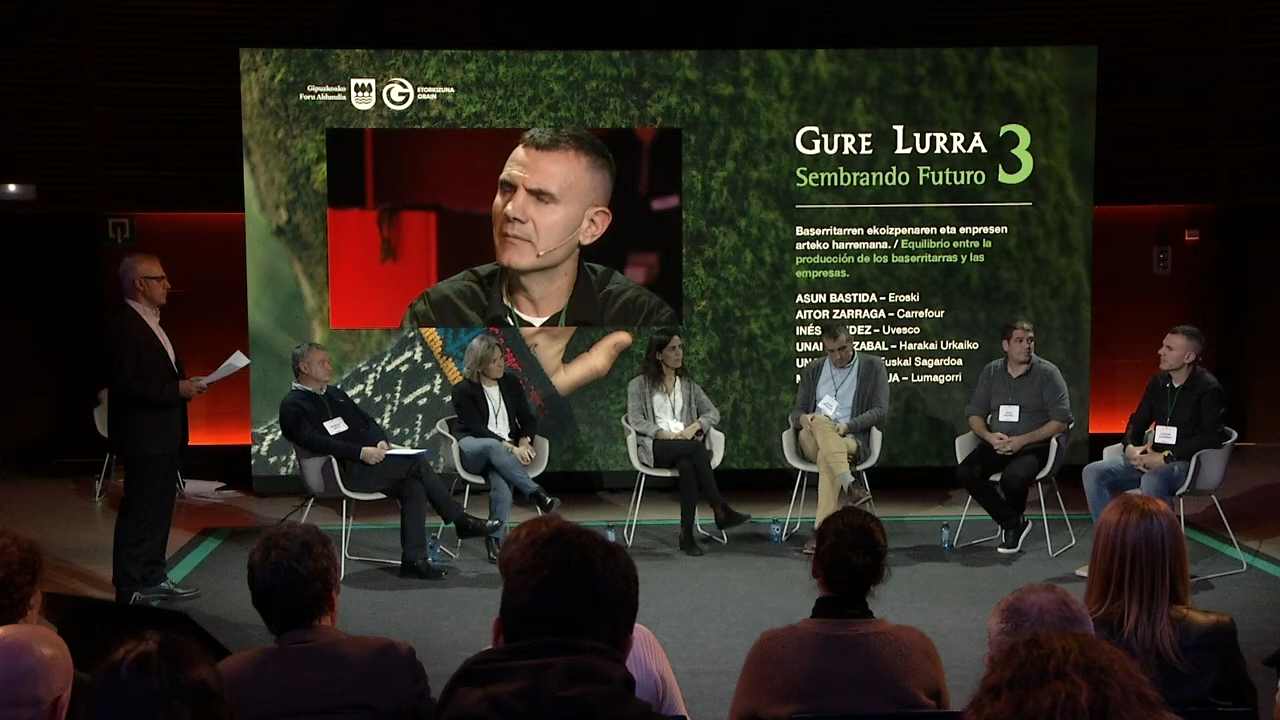 Gipuzkoako
Foru Aldundia
ETORKIZUNA
ORAIN
GURE LURRA 3
Sembrando Futuro
Baserritarren ekoizpenaren eta enpresen
arteko harremana. / Equilibrio entre la
producción de los baserritarras y las
empresas.
ASUN BASTIDA – Eroski
AITOR ZARRAGA – Carrefour
INÉS – Uvesco
– Harakai Urkaiko
Euskal Sagardoa
– Lumagorri